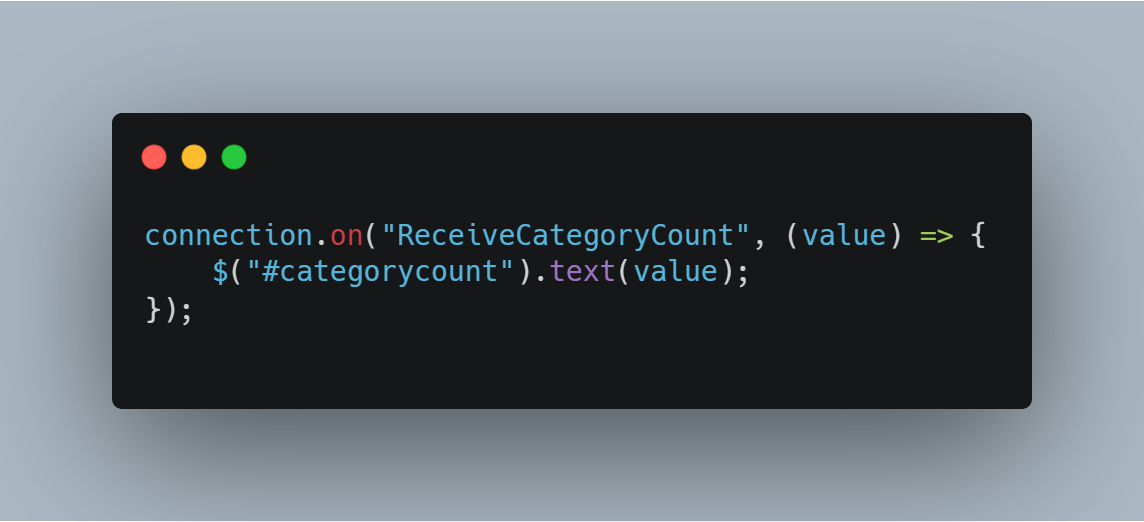 connection.on("ReceiveCategoryCount", (value) => {
    $("#categorycount").text(value);
});